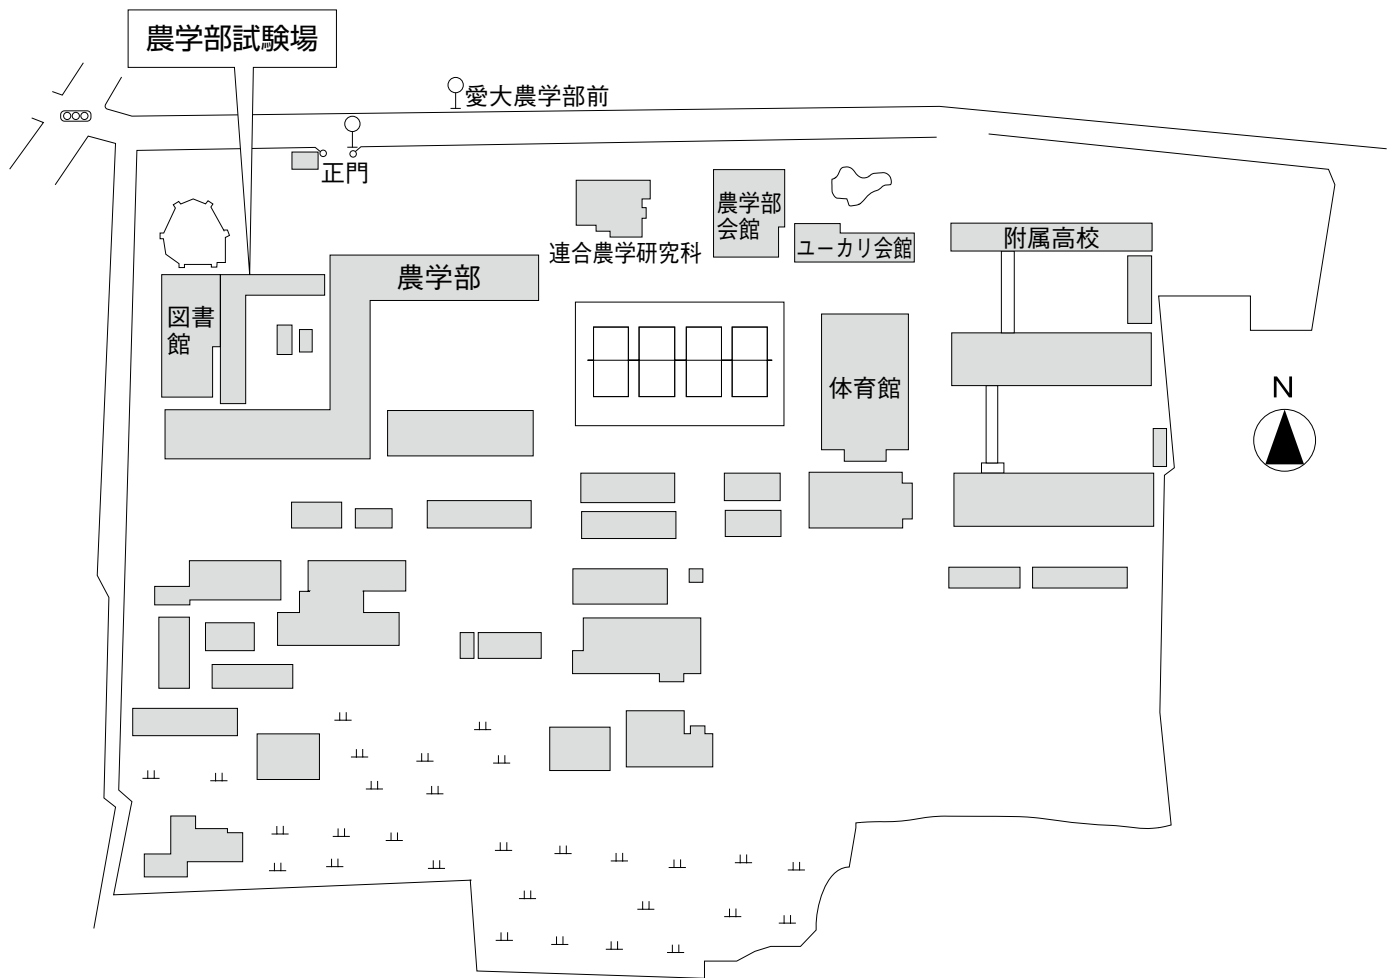 農学部試験場
愛大農学部前
正門
農学部
会館
連合農学研究科
ユーカリ会館
附属高校
農学部
図書
館
体育館
N